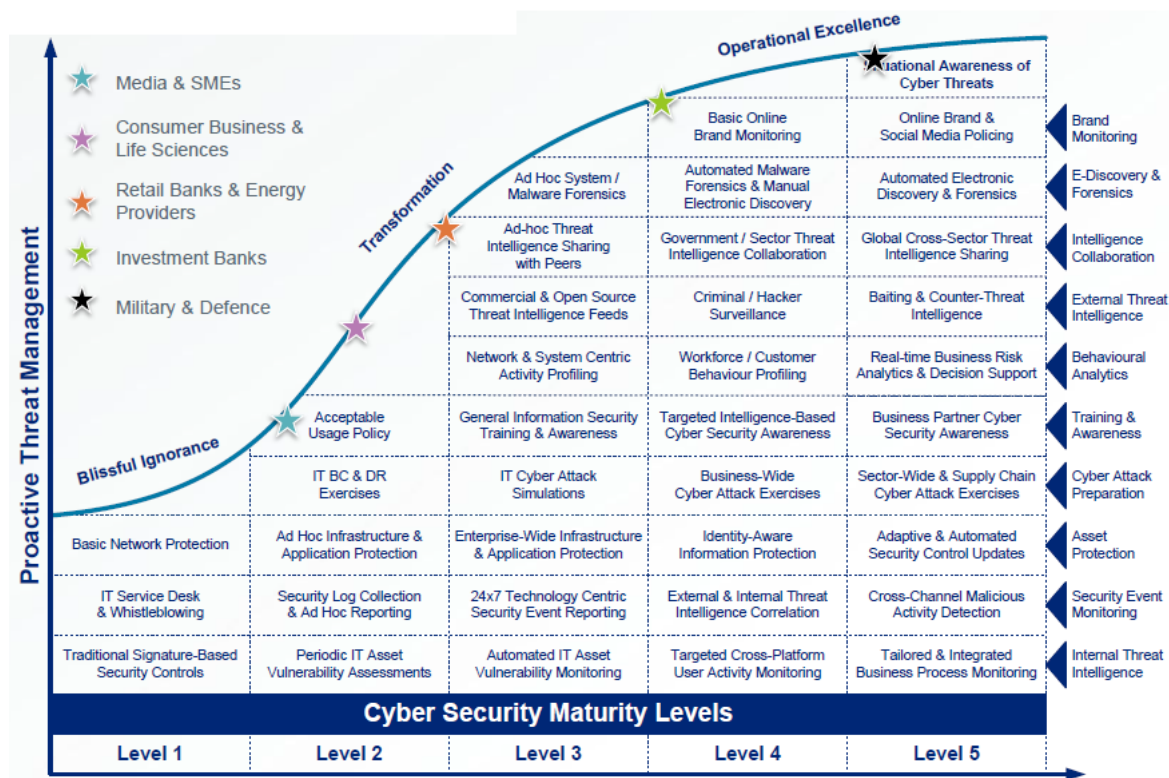 Operational Excellence
Transformation
Blissful Ignorance
Proactive Threat Management
Media & SMEs
Consumer Business &
Life Sciences
Retail Banks & Energy
Providers
Investment Banks
Military & Defence
Awareness of
Cyber Threats
Basic Online
Brand Monitoring
Online Brand &
Social Media Policing
Brand
Monitoring
Ad Hoc System /
Malware Forensics
Automated Malware
Forensics & Manual
Electronic Discovery
Automated Electronic
Discovery & Forensics
E-Discovery &
Forensics
Ad-hoc Threat
Intelligence Sharing
with Peers
Government / Sector Threat
Intelligence Collaboration
Global Cross-Sector Threat
Intelligence Sharing
Intelligence
Collaboration
Commercial & Open Source
Threat Intelligence Feeds
Criminal / Hacker
Surveillance
Baiting & Counter-Threat
Intelligence
External Threat
Intelligence
Network & System Centric
Activity Profiling
Workforce / Customer
Behaviour Profiling
Real-time Business Risk
Analytics & Decision Support
Behavioural
Analytics
Acceptable
Usage Policy
General Information Security
Training & Awareness
Targeted Intelligence-Based
Cyber Security Awareness
Business Partner Cyber
Security Awareness
Training &
Awareness
IT BC & DR
Exercises
IT Cyber Attack
Simulations
Business-Wide
Cyber Attack Exercises
Sector-Wide & Supply Chain
Cyber Attack Exercises
Cyber Attack
Preparation
Basic Network Protection
Ad Hoc Infrastructure &
Application Protection
Enterprise-Wide Infrastructure
& Application Protection
Identity-Aware
Information Protection
Adaptive & Automated
Security Control Updates
Asset
Protection
IT Service Desk
& Whistleblowing
Security Log Collection
& Ad Hoc Reporting
24x7 Technology Centric
Security Event Reporting
External & Internal Threat
Intelligence Correlation
Cross-Channel Malicious
Activity Detection
Security Event
Monitoring
Traditional Signature-Based
Security Controls
Periodic IT Asset
Vulnerability Assessments
Automated IT Asset
Vulnerability Monitoring
Targeted Cross-Platform
User Activity Monitoring
Tailored & Integrated
Business Process Monitoring
Internal Threat
Intelligence
Cyber Security Maturity Levels
Level 1
Level 2
Level 3
Level 4
Level 5